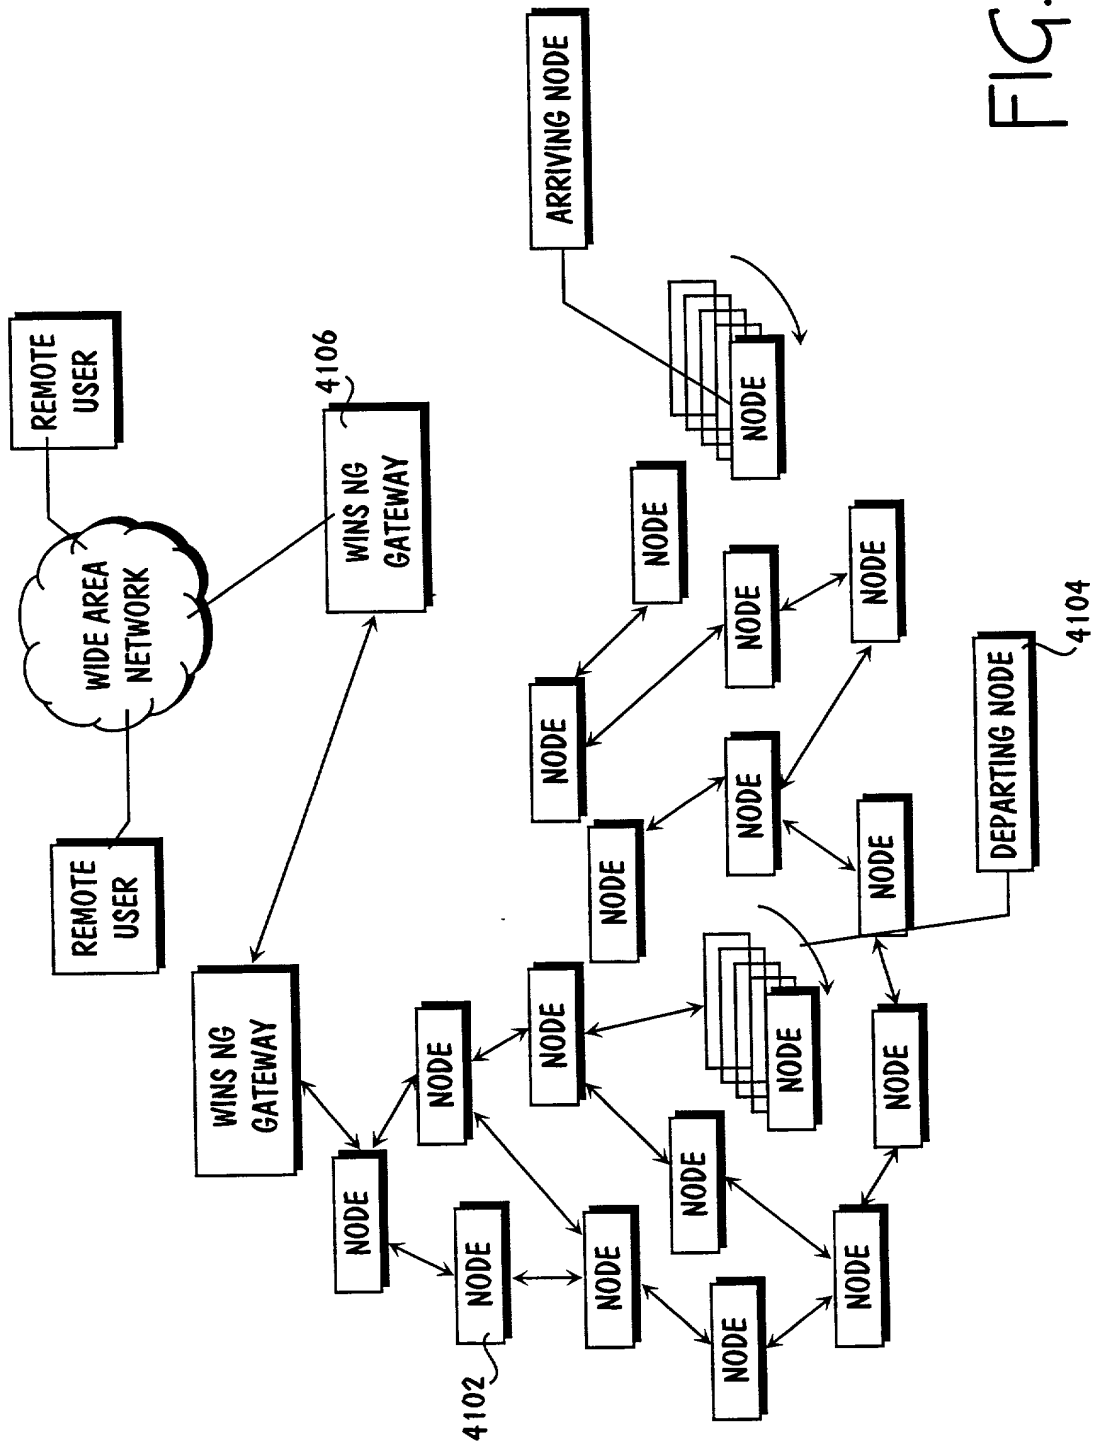 REMOTE
USER
REMOTE
USER
WIDE AREA
NETWORK
WINS NG
GATEWAY
4106
WINS NG
GATEWAY
NODE
NODE
4102
NODE
NODE
NODE
ARRIVING NODE
NODE
NODE
NODE
NODE
NODE
NODE
NODE
NODE
NODE
NODE
NODE
NODE
NODE
DEPARTING NODE
4104
FIG.